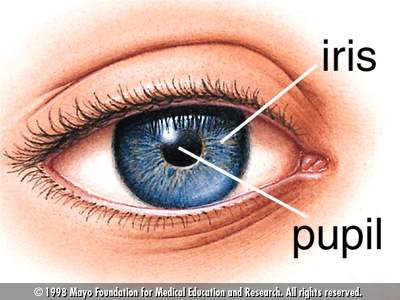 iris
pupil
© 1998 Mayo Foundation for Medical Education and Research. All rights reserved.